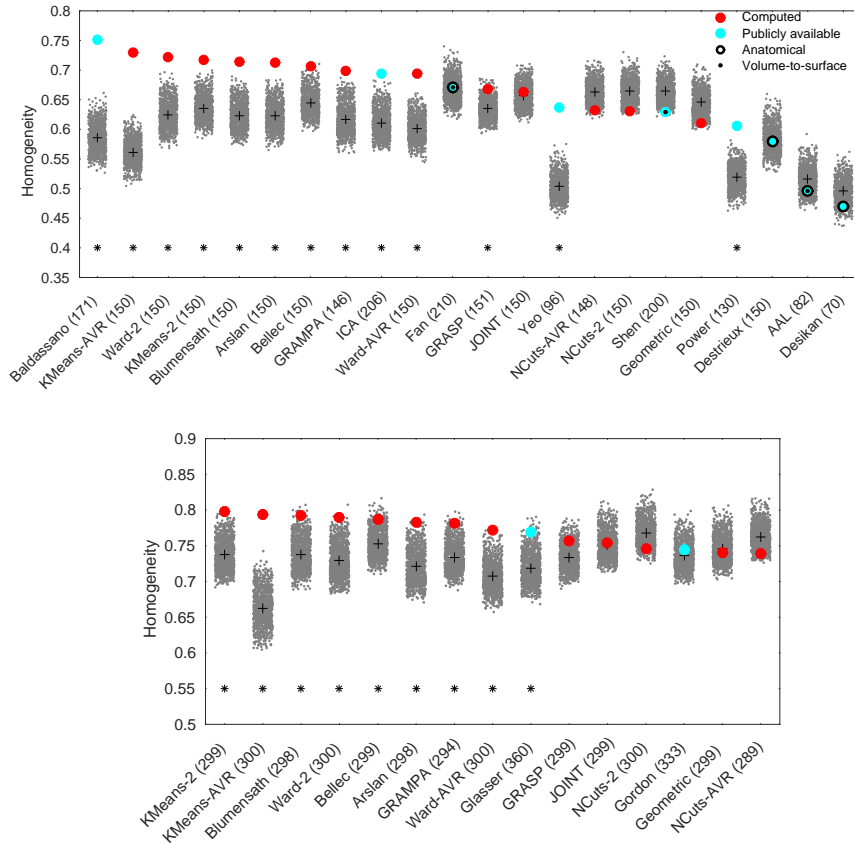 0.8
0.75
0.7
0.65
0.6
0.55
0.5
0.45
0.4
0.35
Homogeneity
Computed
Publicly available
Anatomical
Volume-to-surface
* * * * * * * * * * * * *
Baldassano (171)
KMeans-AVR (150)
Ward-2 (150)
KMeans-2 (150)
Blumensath (150)
Arslan (150)
Bellec (150)
GRAMPA (146)
ICA (206)
Ward-AVR (150)
Fan (210)
GRASP (151)
JOINT (150)
Yeo (96)
NCuts-AVR (148)
NCuts-2 (150)
Shen (200)
Geometric (150)
Power (130)
Destrieux (150)
AAL (82)
Desikan (70)
0.9
0.85
0.8
0.75
0.7
0.65
0.6
0.55
0.5
Homogeneity
* * * * * * * * *
KMeans-2 (299)
KMeans-AVR (300)
Blumensath (298)
Ward-2 (300)
Bellec (299)
Arslan (298)
GRAMPA (294)
Ward-AVR (300)
Glasser (360)
GRASP (299)
JOINT (299)
NCuts-2 (300)
Gordon (333)
Geometric (299)
NCuts-AVR (289)